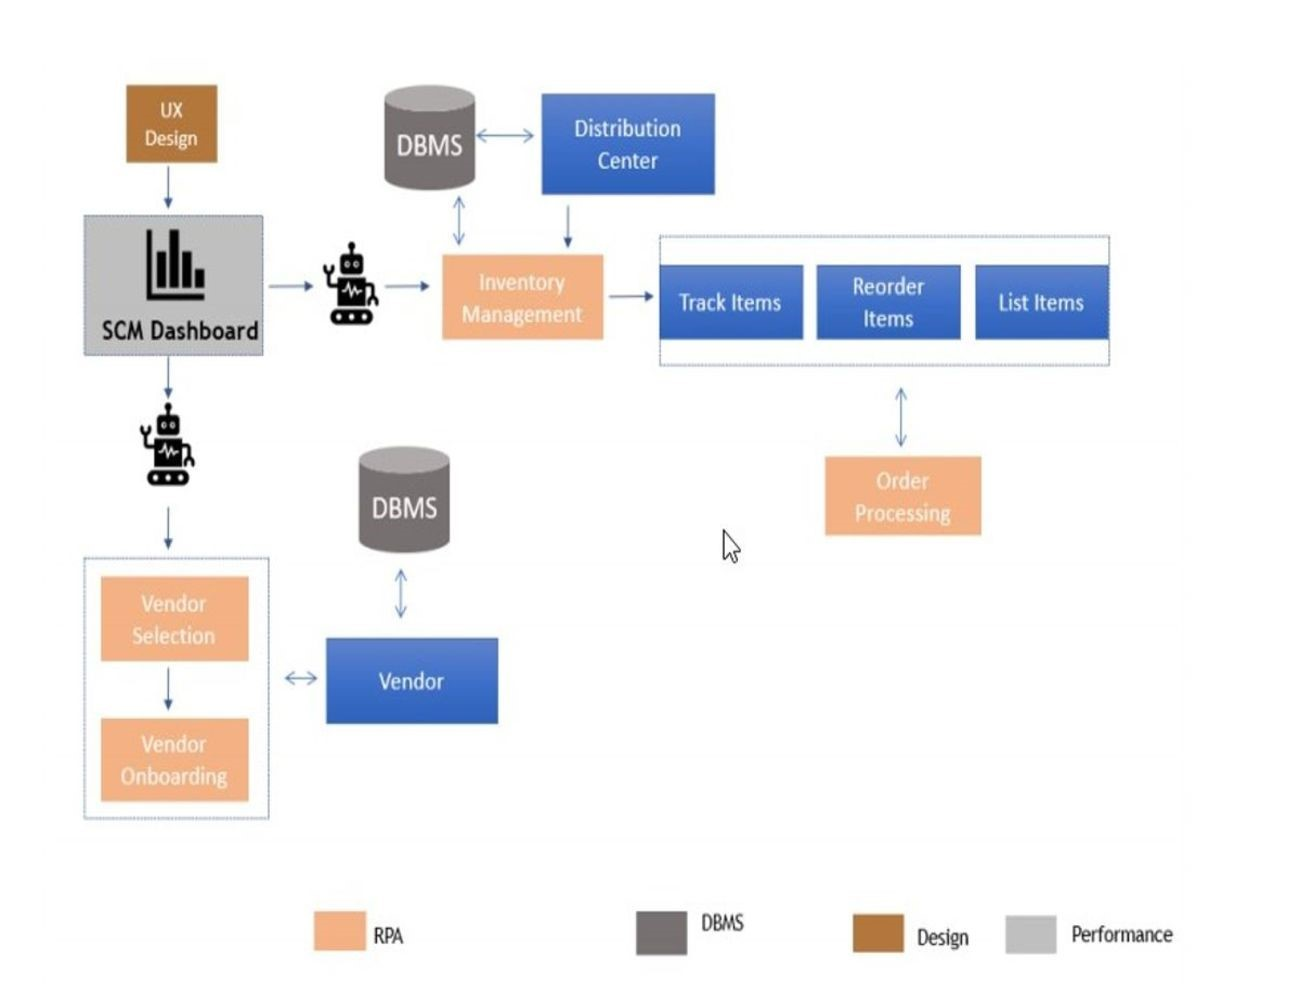 UX
Design
DBMS
Distribution
Center
SCM Dashboard
Inventory
Management
Track Items
Reorder
Items
List Items
Order
Processing
DBMS
Vendor
Selection
Vendor
Vendor
Onboarding
RPA
DBMS
Design
Performance